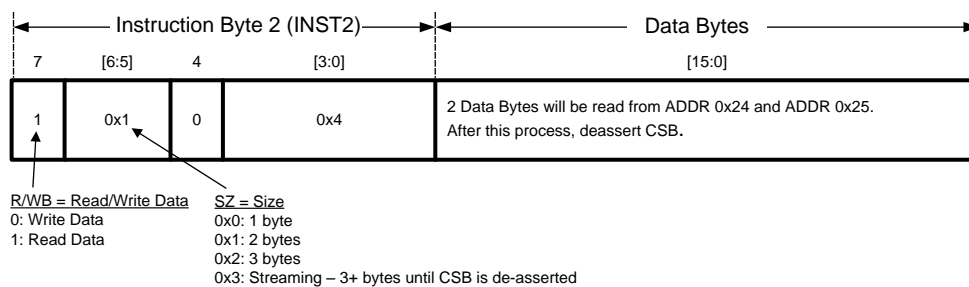 Instruction Byte 2 (INST2) Data Bytes
7 [6:5] 4 [3:0] [15:0]
1 0x1 0 0x4
2 Data Bytes will be read from ADDR 0x24 and ADDR 0x25.
After this process, deassert CSB.
R/WB = Read/Write Data
0: Write Data
1: Read Data
SZ = Size
0x0: 1 byte
0x1: 2 bytes
0x2: 3 bytes
0x3: Streaming – 3+ bytes until CSB is de-asserted